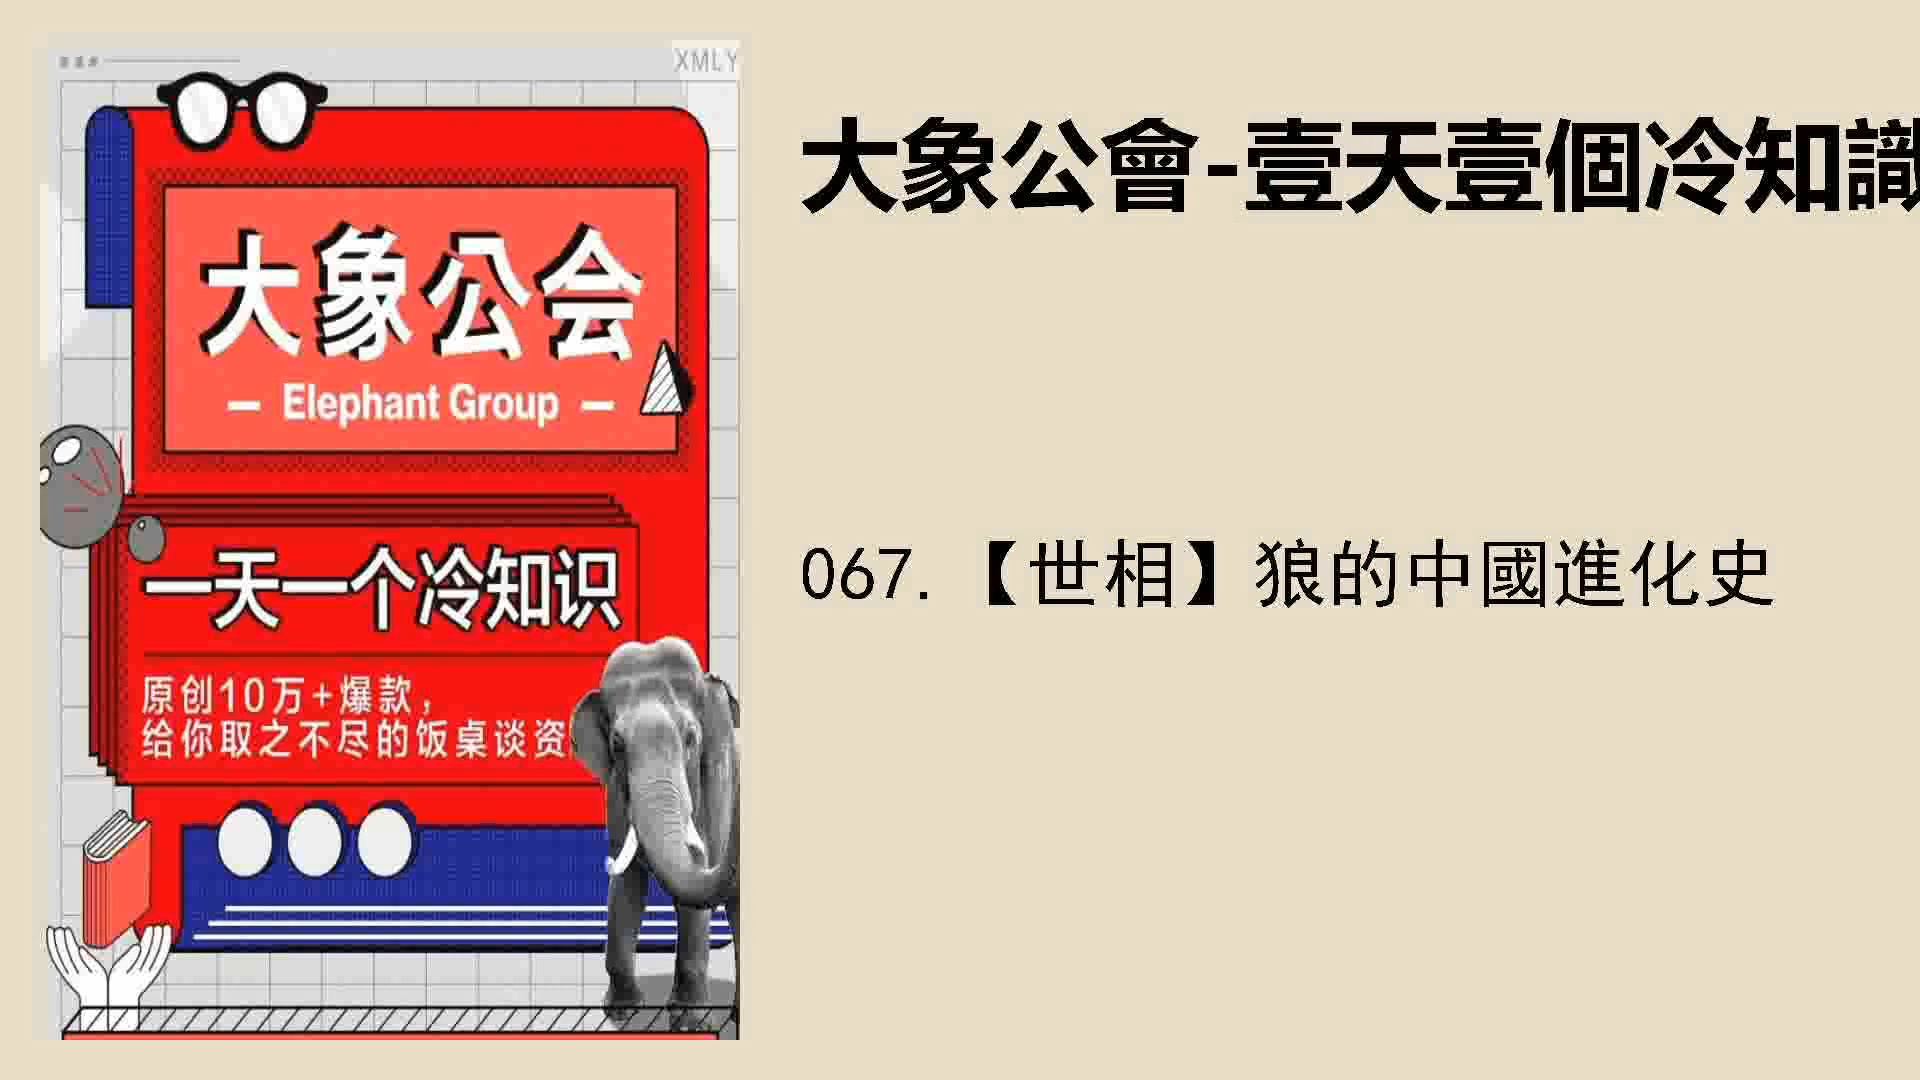 XMLY
大象公会
Elephant Group
一天一个冷知识
原创10万+爆款，
给你取之不尽的饭桌谈资
大象公會-壹天壹個冷知識
067.【世相】狼的中國進化史